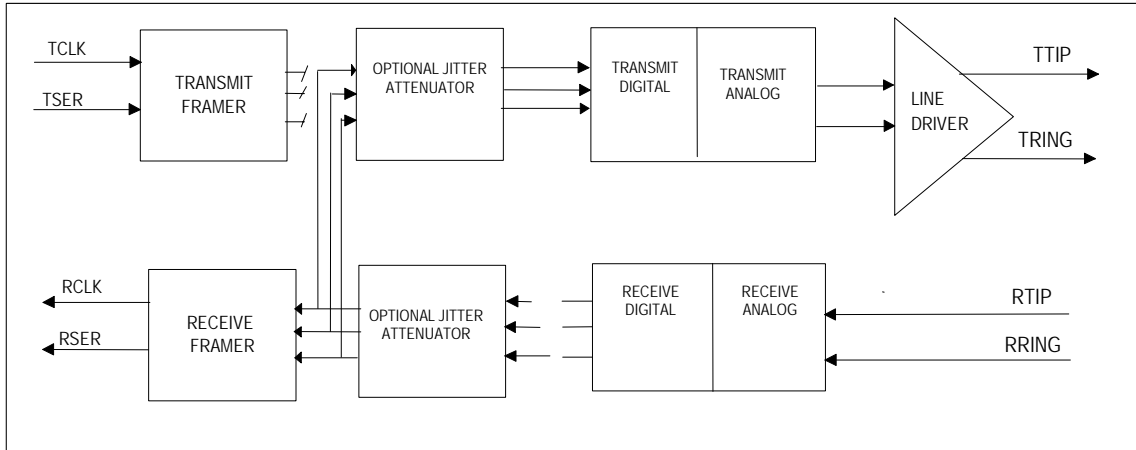 TCLK
TSER
TRANSMIT
FRAMER
OPTIONAL JITTER
ATTENUATOR
TRANSMIT
DIGITAL
TRANSMIT
ANALOG
LINE
DRIVER
TTIP
TRING
RCLK
RSER
RECEIVE
FRAMER
OPTIONAL JITTER
ATTENUATOR
RECEIVE
DIGITAL
RECEIVE
ANALOG
RTIP
RRING